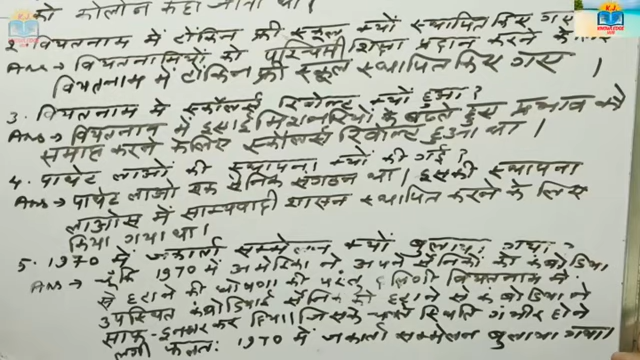 को कोलोन कहा जाता था।
2. वियतनाम में टोंकिन फ्री स्कूल क्यों स्थापित किए गए
Ans → वियतनामियों को पश्चिमी शिक्षा प्रदान करने के लिए
वियतनाम में टोंकिन फ्री स्कूल स्थापित किए गए ।
3. वियतनाम में स्कॉलर्स रिवोल्ट क्यों हुआ?
Ans → वियतनाम में इसाई मिशनरियों के बढ़ते हुए प्रभाव को
समाप्त करने के लिए स्कॉलर्स रिवोल्ट हुआ था।
4. पाथेट लाओ की स्थापना क्यों की गई?
Ans → पाथेट लाओ एक सैनिक संगठन था। इसकी स्थापना
लाओस में साम्यवादी शासन स्थापित करने के लिए
किया गया था।
5. 1970 में जकार्ता सम्मेलन क्यों बुलाया गया?
Ans → 1970 में अमेरिका ने अपने सैनिकों को कंबोडिया
से हटाने की घोषणा की परंतु दक्षिणी वियतनाम ने
उपस्थित कंबोडियाई सैनिक को हटाने से कंबोडिया ने
साफ-इनकार कर दिया। जिसके स्थिति गंभीर होने
लगी फलतः 1970 में जकार्ता सम्मेलन बुलाया गया।